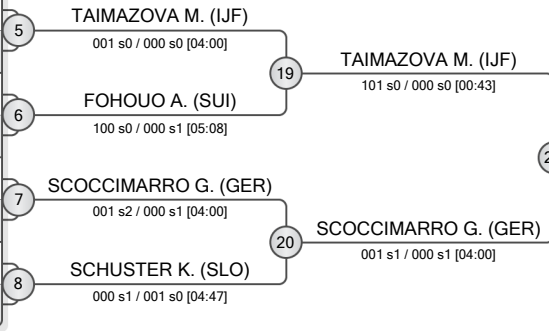 5
TAIMAZOVA M. (IJF)
001 s0 / 000 s0 [04:00]
19
TAIMAZOVA M. (IJF)
101 s0 / 000 s0 [00:43]
6
FOHOUO A. (SUI)
100 s0 / 000 s1 [05:08]
7
SCOCCIMARRO G. (GER)
001 s2 / 000 s1 [04:00]
20
SCOCCIMARRO G. (GER)
001 s1 / 000 s1 [04:00]
8
SCHUSTER K. (SLO)
000 s1 / 001 s0 [04:47]